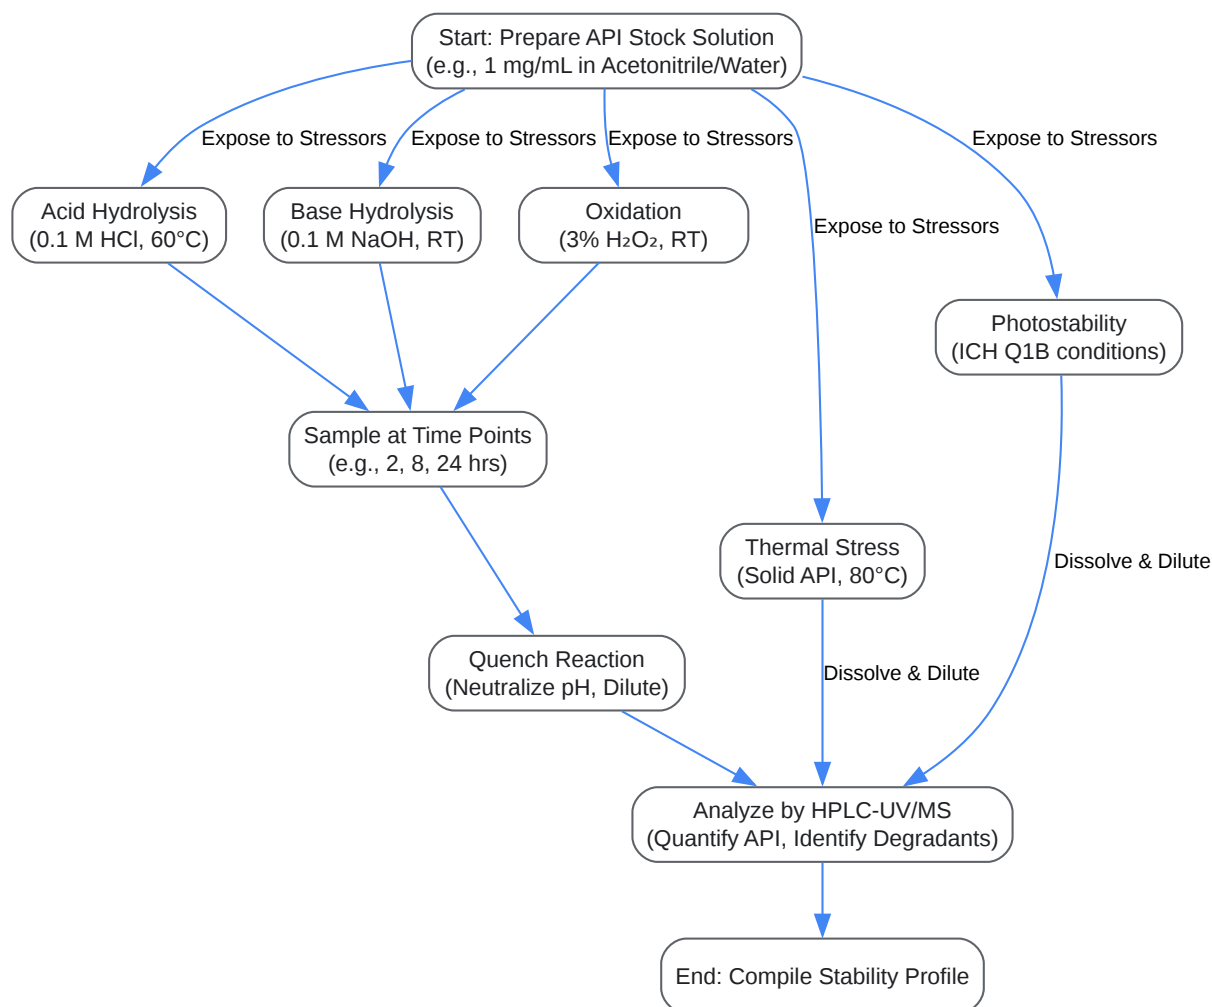 Start: Prepare API Stock Solution
(e.g., 1 mg/mL in Acetonitrile/Water)
Expose to Stressors
Expose to Stressors
Expose to Stressors
Expose to Stressors
Acid Hydrolysis
(0.1 M HCl, 60°C)
Base Hydrolysis
(0.1 M NaOH, RT)
Oxidation
(3% H₂O₂, RT)
Expose to Stressors
Photostability
(ICH Q1B conditions)
Sample at Time Points
(e.g., 2, 8, 24 hrs)
Thermal Stress
(Solid API, 80°C)
Dissolve & Dilute
Quench Reaction
(Neutralize pH, Dilute)
Dissolve & Dilute
Analyze by HPLC-UV/MS
(Quantify API, Identify Degradants)
End: Compile Stability Profile